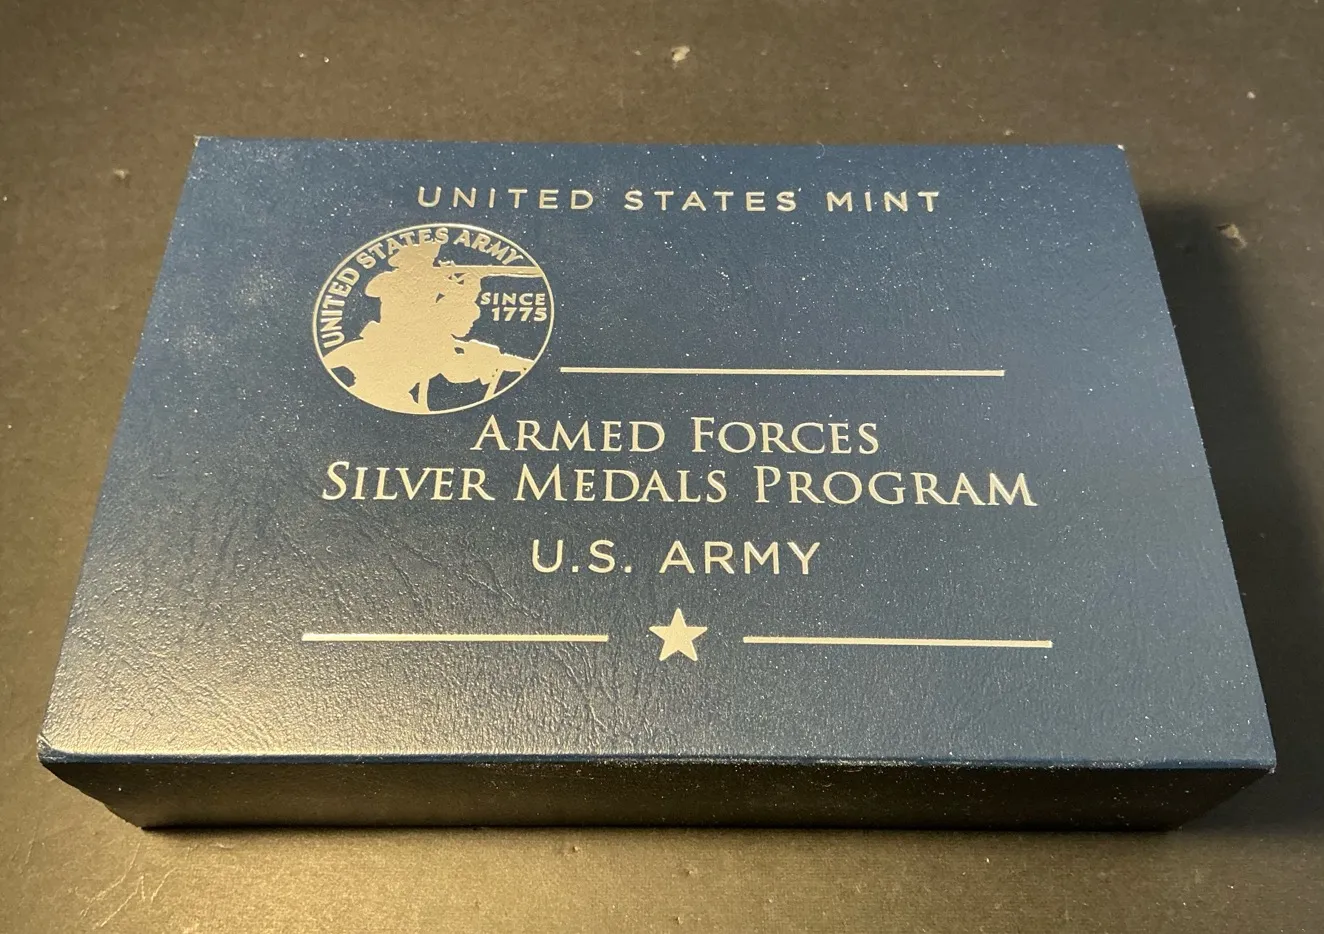 UNITED STATES MINT
UNITED STATES ARMY
SINCE
1775
ARMED FORCES
SILVER MEDALS PROGRAM
U.S. ARMY